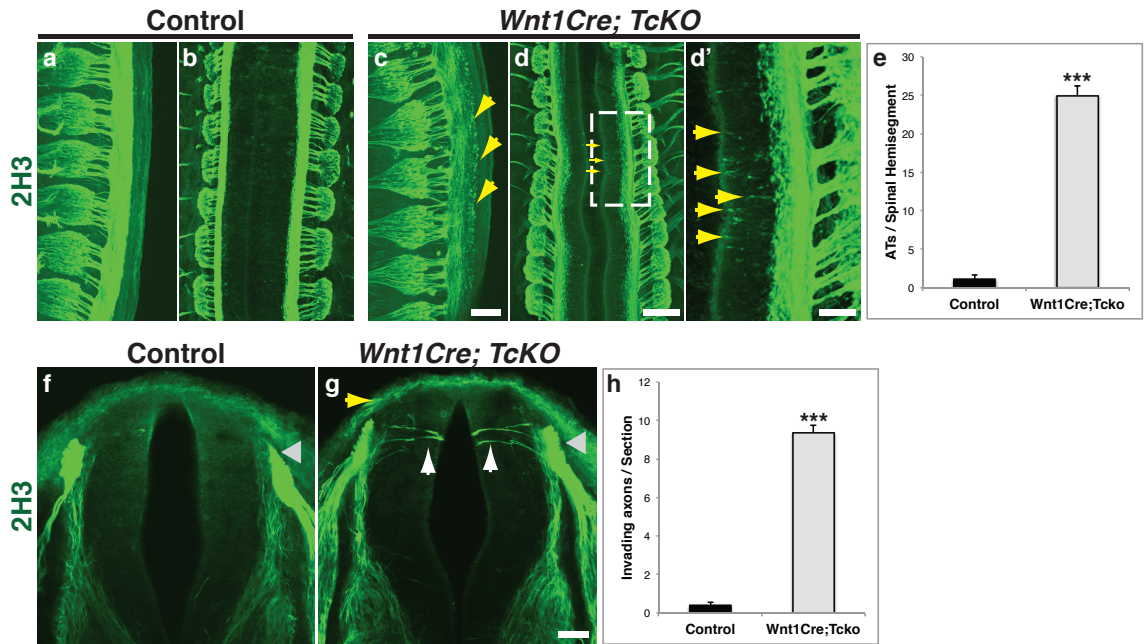 Control
Wnt1Cre; TcKO
2H3
a
b
c
d
d'
e
ATs / Spinal Hemisegment
30
25
20
15
10
5
0
***
Control
Wnt1Cre;Tcko
Control
Wnt1Cre; TcKO
2H3
f
g
h
Invading axons / Section
12
10
8
6
4
2
0
***
Control
Wnt1Cre;Tcko